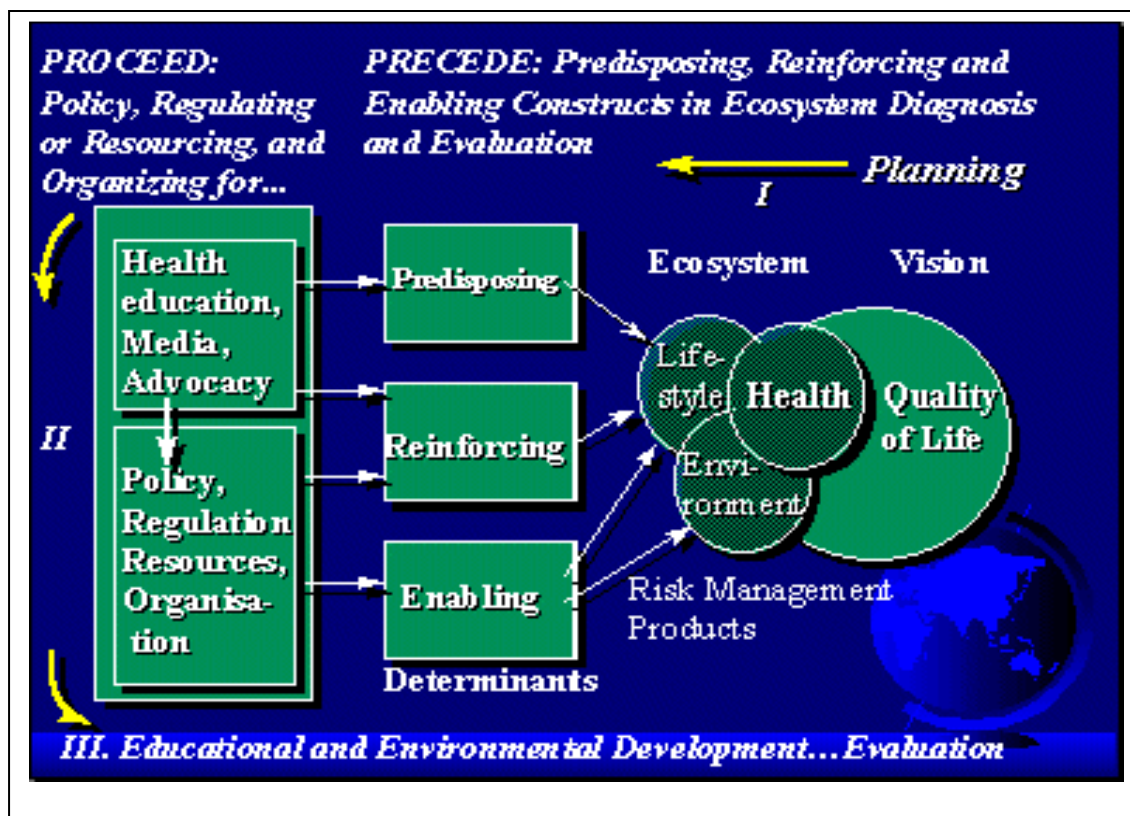 PROCEED:
Policy, Regulating
or Resourcing, and
Organizing for...
PRECEDE: Predisposing, Reinforcing and
Enabling Constructs in Ecosystem Diagnosis
and Evaluation
Planning
I
II
Health
education,
Media,
Advocacy
Policy,
Regulation
Resources,
Organisa-
tion
Predisposing
Reinforcing
Enabling
Determinants
Ecosystem
Vision
Life-
style
Health
Quality
of Life
Envi-
ronment
Risk Management
Products
III. Educational and Environmental Development...Evaluation